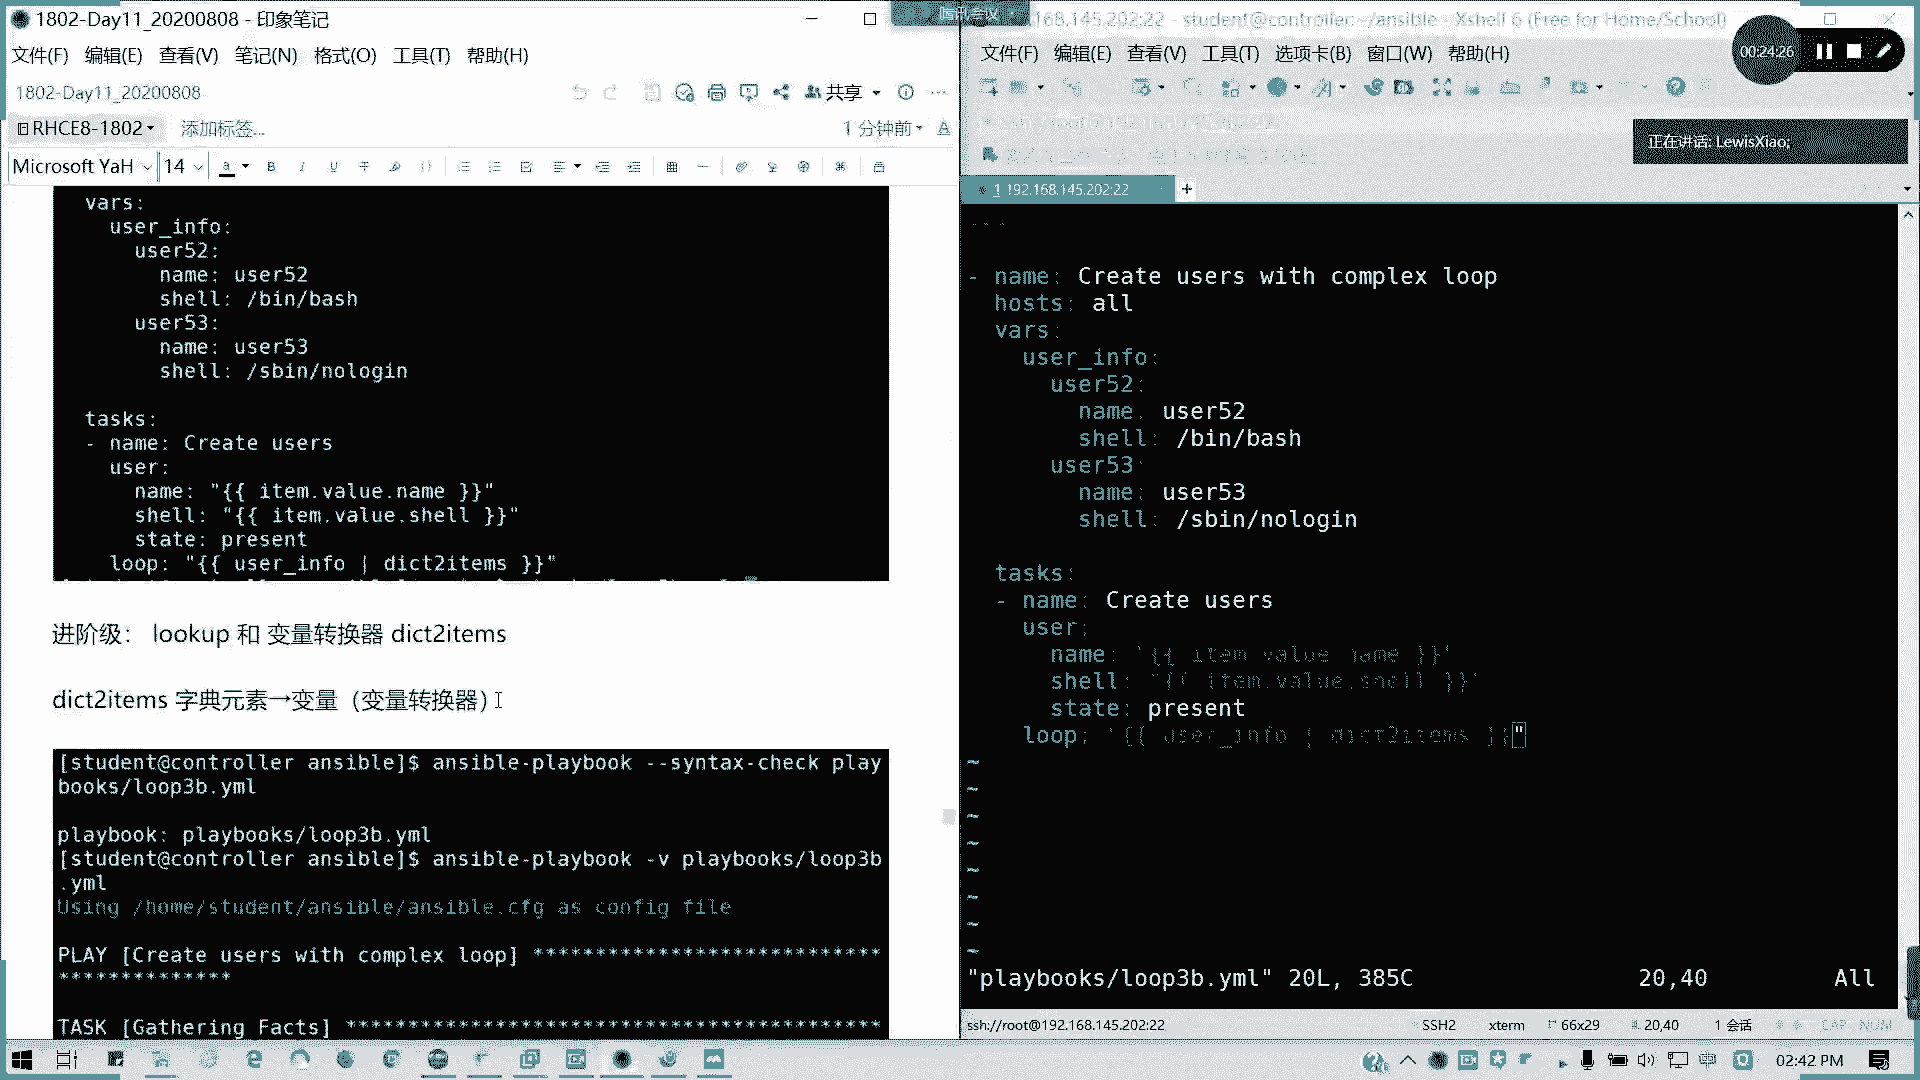 1802-Day11_20200808 - 印象笔记
文件(F) 编辑(E) 查看(V) 笔记(N) 格式(O) 工具(T) 帮助(H)
1802-Day11_20200808
共享
RHCE8-1802
添加标签...
1 分钟前
Microsoft YaH
14
vars:
user_info:
user52:
name: user52
shell: /bin/bash
user53:
name: user53
shell: /sbin/nologin
tasks:
- name: Create users
user:
name: "{{ item.value.name }}"
shell: "{{ item.value.shell }}"
state: present
loop: "{{ user_info | dict2items }}"
进阶级： lookup 和 变量转换器 dict2items
dict2items 字典元素→变量（变量转换器）
[student@controller ansible]$ ansible-playbook --syntax-check play
books/loop3b.yml
playbook: playbooks/loop3b.yml
[student@controller ansible]$ ansible-playbook -v playbooks/loop3b
.yml
Using /home/student/ansible/ansible.cfg as config file
PLAY [Create users with complex loop] ****************************
**************
TASK [Gathering Facts] *******************************************
腾讯会议
168.145.202:22 - student@controller:~/ansible - Xshell 6 (Free for Home/School)
文件(F) 编辑(E) 查看(V) 工具(T) 选项卡(B) 窗口(W) 帮助(H)
00:24:26
ssh://root@192.168.145.202:22
正在讲话: LewisXiao;
1 192.168.145.202:22
- name: Create users with complex loop
hosts: all
vars:
user_info:
user52:
name: user52
shell: /bin/bash
user53:
name: user53
shell: /sbin/nologin
tasks:
- name: Create users
user:
name: "{{ item.value.name }}"
shell: "{{ item.value.shell }}"
state: present
loop: "{{ user_info | dict2items }}"
~
~
~
~
~
~
~
~
"playbooks/loop3b.yml" 20L, 385C 20,40 All
ssh://root@192.168.145.202:22 SSH2 xterm 66x29 20,40 1 会话 CAP NUM
中
02:42 PM